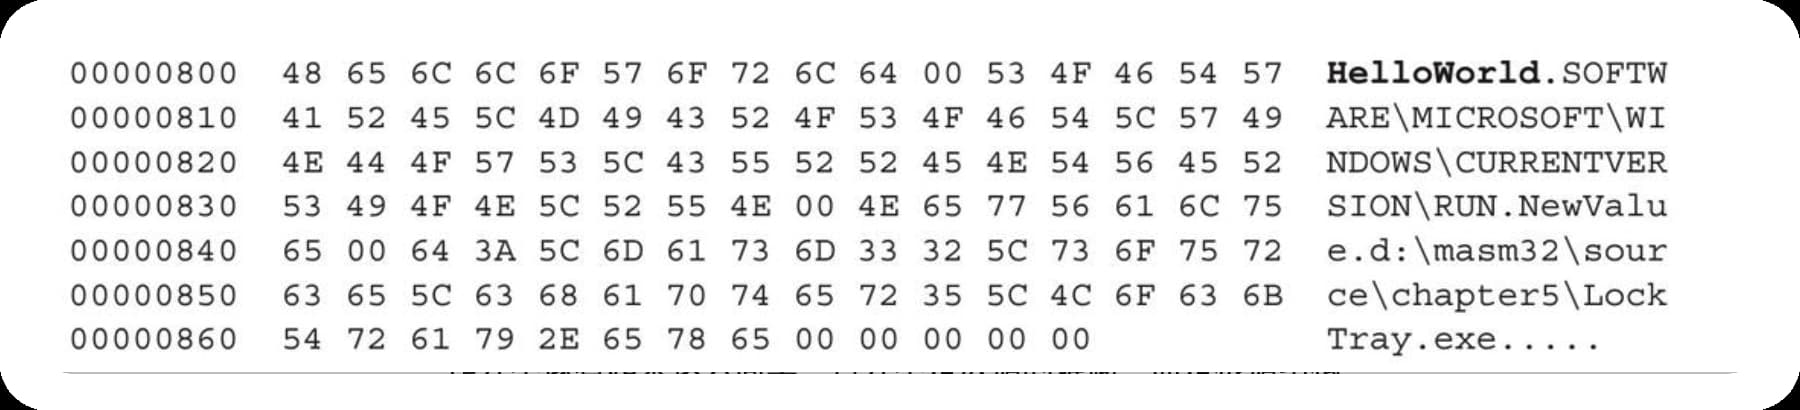 00000800 48 65 6C 6C 6F 57 6F 72 6C 64 00 53 4F 46 54 57 HelloWorld.SOFTW
00000810 41 52 45 5C 4D 49 43 52 4F 53 4F 46 54 5C 57 49 ARE\MICROSOFT\WI
00000820 4E 44 4F 57 53 5C 43 55 52 52 45 4E 54 56 45 52 NDOWS\CURRENTVER
00000830 53 49 4F 4E 5C 52 55 4E 00 4E 65 77 56 61 6C 75 SION\RUN.NewValu
00000840 65 00 64 3A 5C 6D 61 73 6D 33 32 5C 73 6F 75 72 e.d:\masm32\sour
00000850 63 65 5C 63 68 61 70 74 65 72 35 5C 4C 6F 63 6B ce\chapter5\Lock
00000860 54 72 61 79 2E 65 78 65 00 00 00 00 00 Tray.exe.....